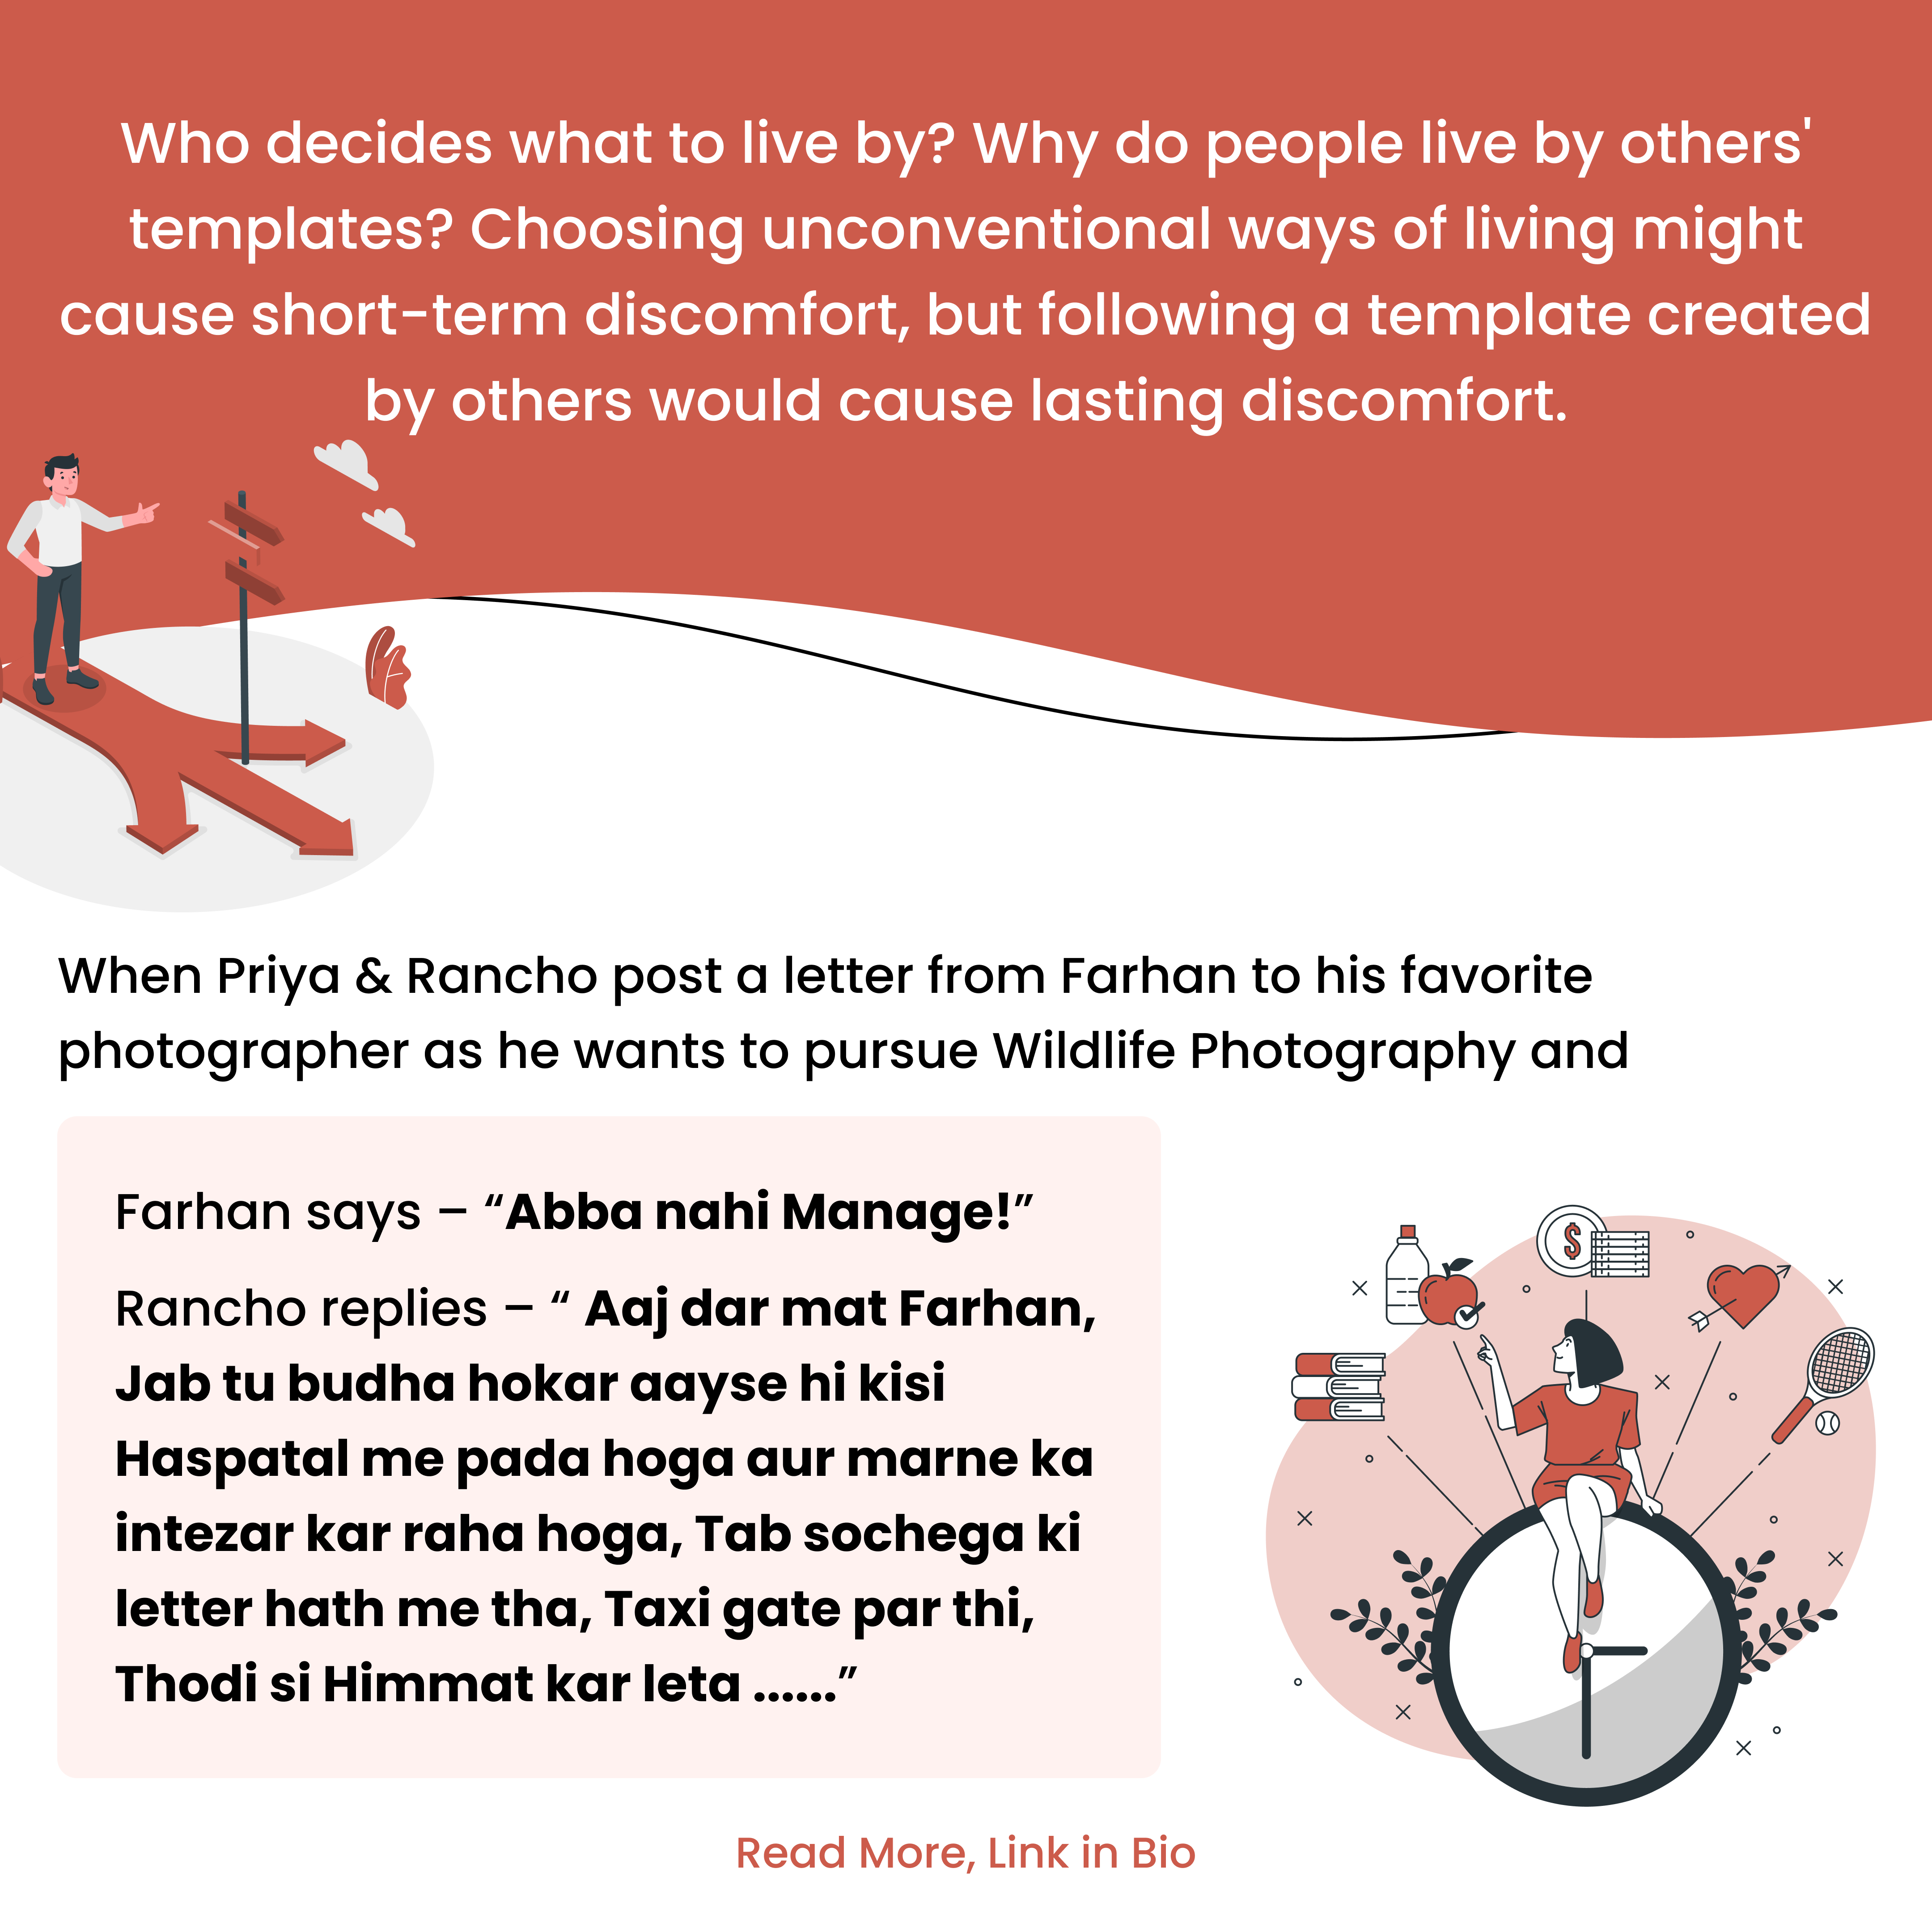 Who decides what to live by? Why do people live by others'
templates? Choosing unconventional ways of living might
cause short-term discomfort, but following a template created
by others would cause lasting discomfort.
When Priya & Rancho post a letter from Farhan to his favorite
photographer as he wants to pursue Wildlife Photography and
Farhan says – “Abba nahi Manage!”
Rancho replies – “ Aaj dar mat Farhan,
Jab tu budha hokar aayse hi kisi
Haspatal me pada hoga aur marne ka
intezar kar raha hoga, Tab sochega ki
letter hath me tha, Taxi gate par thi,
Thodi si Himmat kar leta ......”
$
Read More, Link in Bio